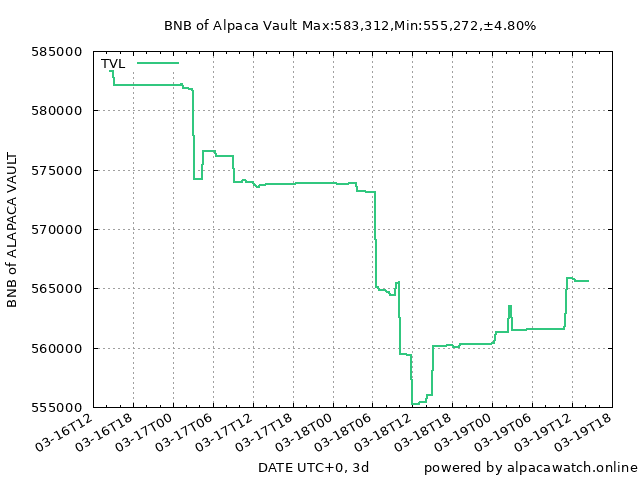 BNB of Alpaca Vault Max:583,312,Min:555,272,±4.80%
585000
TVL
580000
575000
570000
565000
560000
555000
BNB of ALAPACA VAULT
03-16T12
03-16T18
03-17T00
03-17T06
03-17T12
03-17T18
03-18T00
03-18T06
03-18T12
03-18T18
03-19T00
03-19T06
03-19T12
03-19T18
DATE UTC+0, 3d
powered by alpacawatch.online